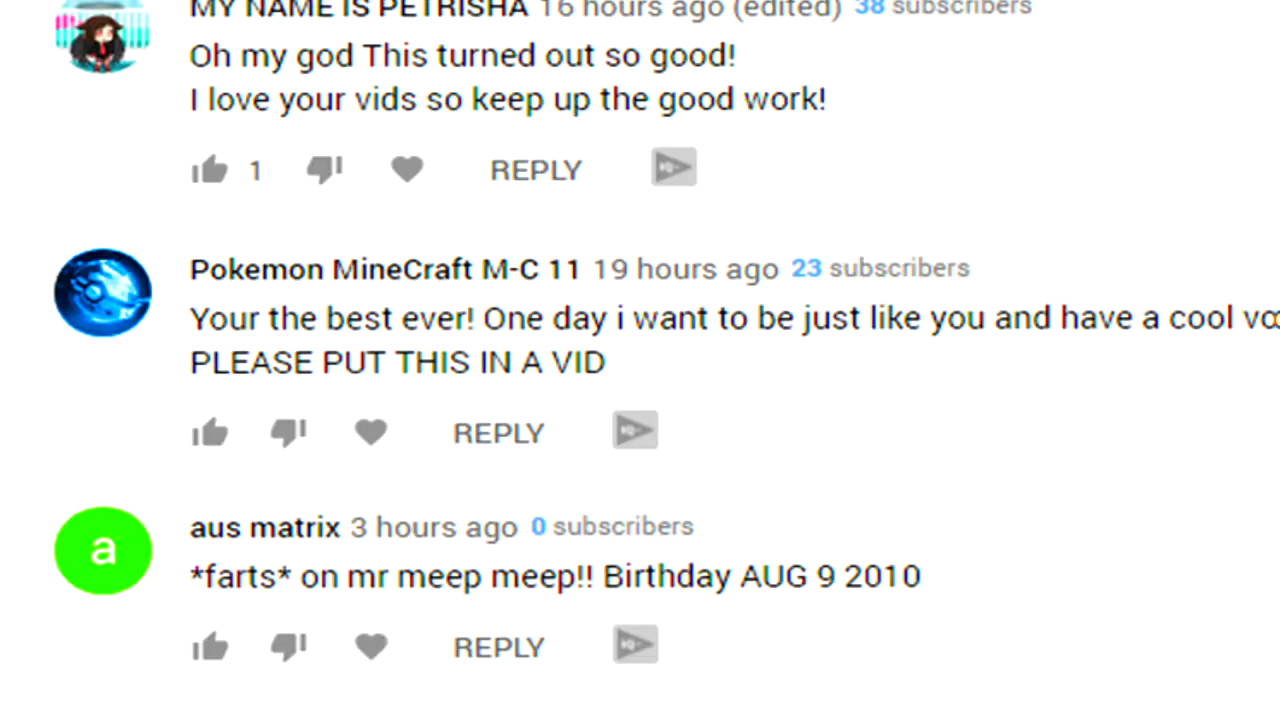 MY NAME IS PETRISHA 16 hours ago (edited) 38 subscribers
Oh my god This turned out so good!
I love your vids so keep up the good work!
1 REPLY
Pokemon MineCraft M-C 11 19 hours ago 23 subscribers
Your the best ever! One day i want to be just like you and have a cool
PLEASE PUT THIS IN A VID
REPLY
a
aus matrix 3 hours ago 0 subscribers
*farts* on mr meep meep!! Birthday AUG 9 2010
REPLY